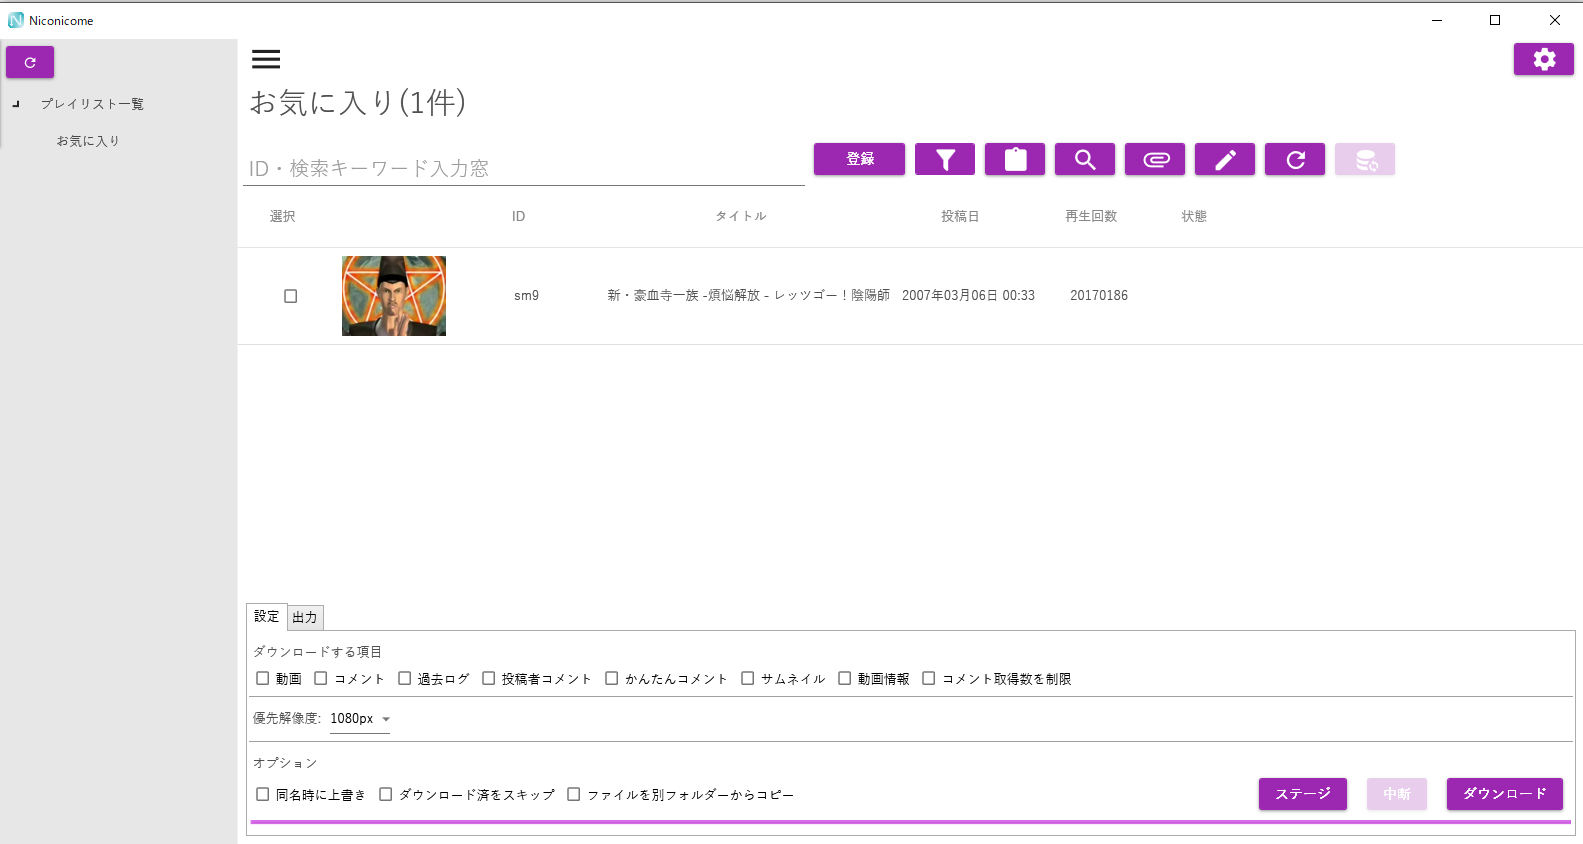 Niconicome
プレイリスト一覧
お気に入り
お気に入り(1件)
ID・検索キーワード入力窓
登録
選択 ID タイトル 投稿日 再生回数 状態
sm9 新・豪血寺一族 -煩悩解放 - レッツゴー！陰陽師 2007年03月06日 00:33 20170186
設定 出力
ダウンロードする項目
動画 コメント 過去ログ 投稿者コメント かんたんコメント サムネイル 動画情報 コメント取得数を制限
優先解像度: 1080px
オプション
同名時に上書き ダウンロード済をスキップ ファイルを別フォルダーからコピー
ステージ 中断 ダウンロード